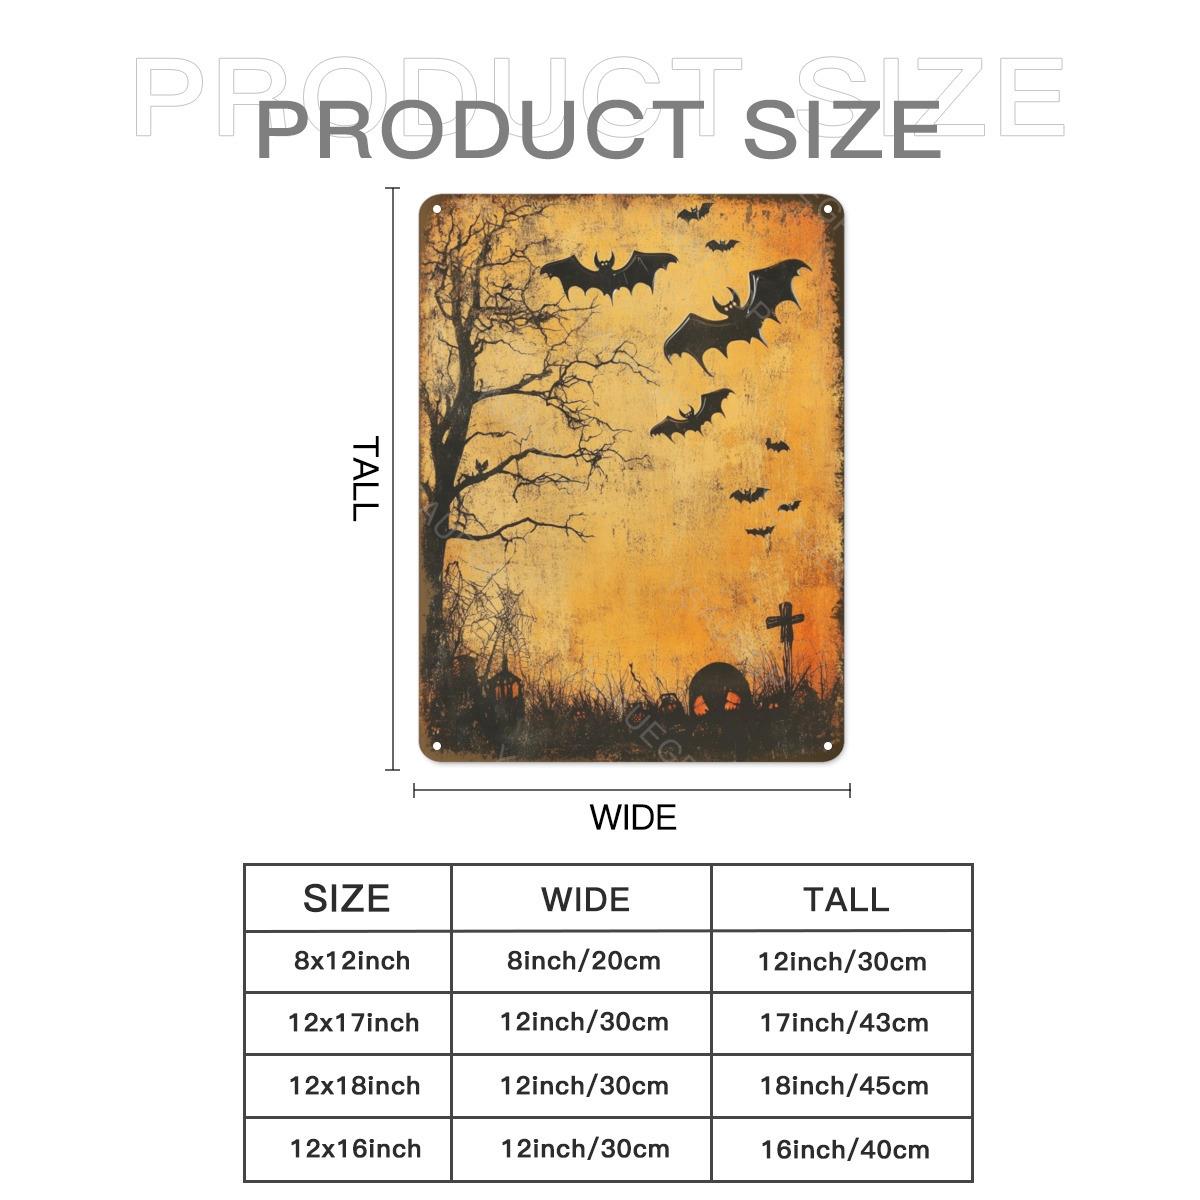 PRODUCT SIZE
PRODUCT SIZE
TALL
WIDE
SIZE WIDE TALL
8x12inch 8inch/20cm 12inch/30cm
12x17inch 12inch/30cm 17inch/43cm
12x18inch 12inch/30cm 18inch/45cm
12x16inch 12inch/30cm 16inch/40cm